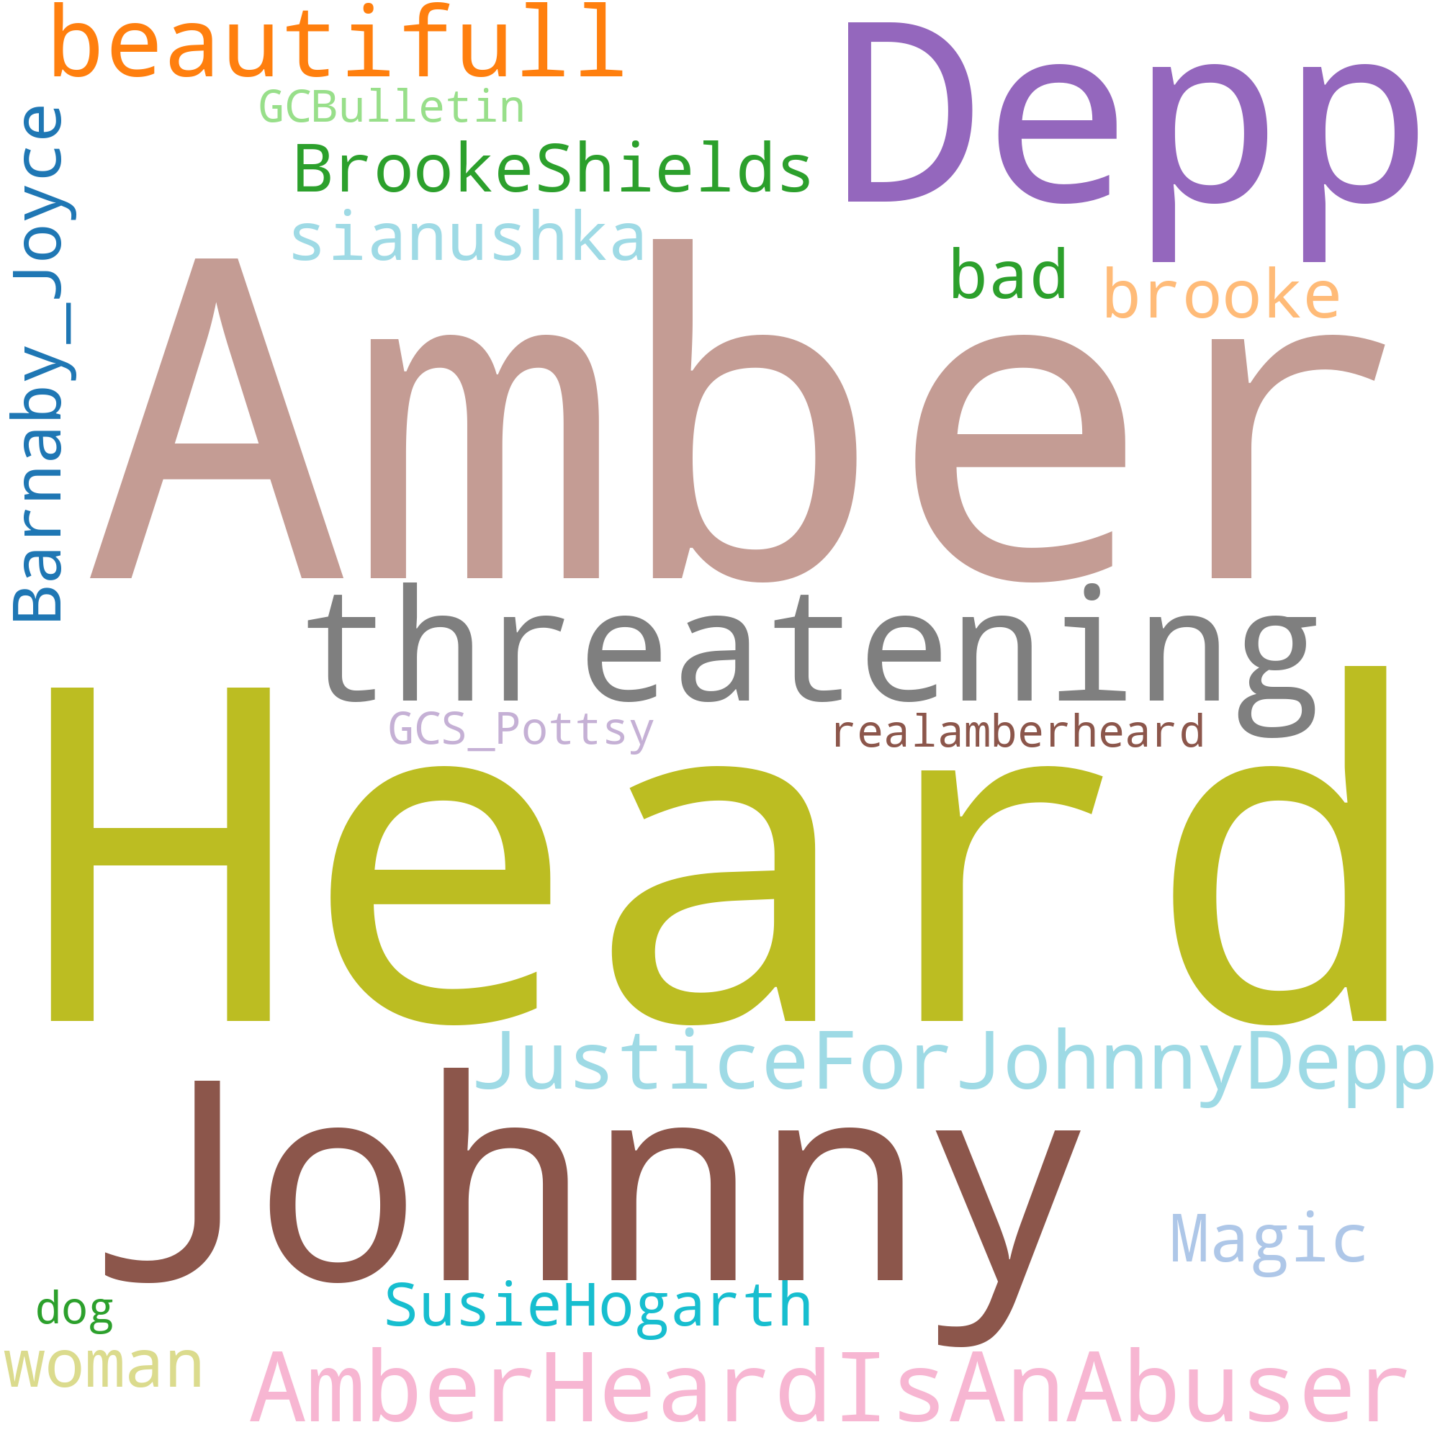 beautifull
Depp
GCBulletin
Barnaby_Joyce
BrookeShields
sianushka
bad
brooke
Amber
threatening
GCS_Pottsy
realamberheard
Heard
JusticeForJohnnyDepp
Johnny
Magic
SusieHogarth
dog
woman
AmberHeardIsAnAbuser